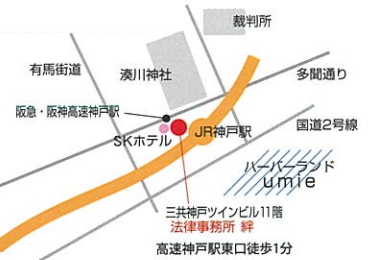 裁判所
有馬街道
湊川神社
多聞通り
阪急・阪神高速神戸駅
国道2号線
SKホテル
JR神戸駅
ハーバーランド
umie
三共神戸ツインビル11階
法律事務所 絆
高速神戸駅東口徒歩1分